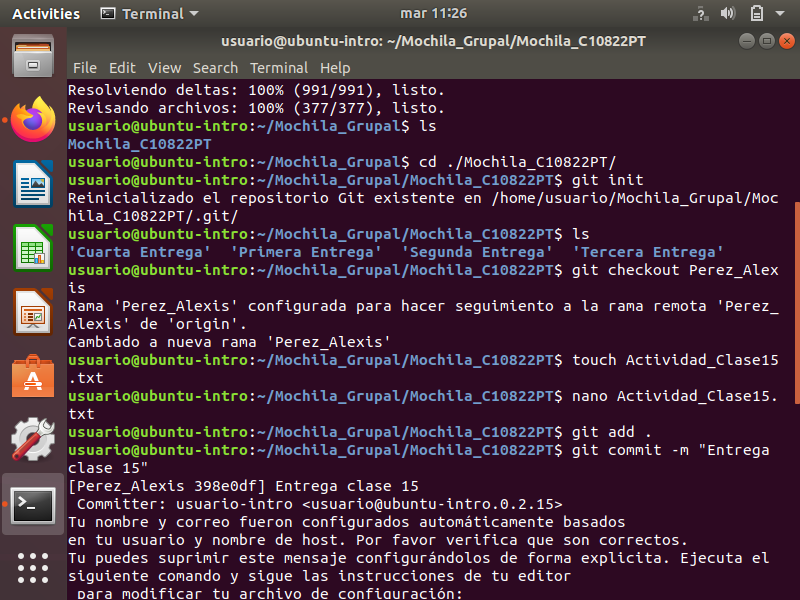 Activities Terminal mar 11:26
usuario@ubuntu-intro: ~/Mochila_Grupal/Mochila_C10822PT
File Edit View Search Terminal Help
Resolviendo deltas: 100% (991/991), listo.
Revisando archivos: 100% (377/377), listo.
usuario@ubuntu-intro:~/Mochila_Grupal$ ls
Mochila_C10822PT
usuario@ubuntu-intro:~/Mochila_Grupal$ cd ./Mochila_C10822PT/
usuario@ubuntu-intro:~/Mochila_Grupal/Mochila_C10822PT$ git init
Reinicializado el repositorio Git existente en /home/usuario/Mochila_Grupal/Moc
hila_C10822PT/.git/
usuario@ubuntu-intro:~/Mochila_Grupal/Mochila_C10822PT$ ls
'Cuarta Entrega'  'Primera Entrega'  'Segunda Entrega'  'Tercera Entrega'
usuario@ubuntu-intro:~/Mochila_Grupal/Mochila_C10822PT$ git checkout Perez_Alex
is
Rama 'Perez_Alexis' configurada para hacer seguimiento a la rama remota 'Perez_
Alexis' de 'origin'.
Cambiado a nueva rama 'Perez_Alexis'
usuario@ubuntu-intro:~/Mochila_Grupal/Mochila_C10822PT$ touch Actividad_Clase15
.txt
usuario@ubuntu-intro:~/Mochila_Grupal/Mochila_C10822PT$ nano Actividad_Clase15.
txt
usuario@ubuntu-intro:~/Mochila_Grupal/Mochila_C10822PT$ git add .
usuario@ubuntu-intro:~/Mochila_Grupal/Mochila_C10822PT$ git commit -m "Entrega
clase 15"
[Perez_Alexis 398e0df] Entrega clase 15
 Committer: usuario-intro <usuario@ubuntu-intro.0.2.15>
Tu nombre y correo fueron configurados automáticamente basados
en tu usuario y nombre de host. Por favor verifica que son correctos.
Tu puedes suprimir este mensaje configurándolos de forma explicita. Ejecuta el
siguiente comando y sigue las instrucciones de tu editor
 para modificar tu archivo de configuración: